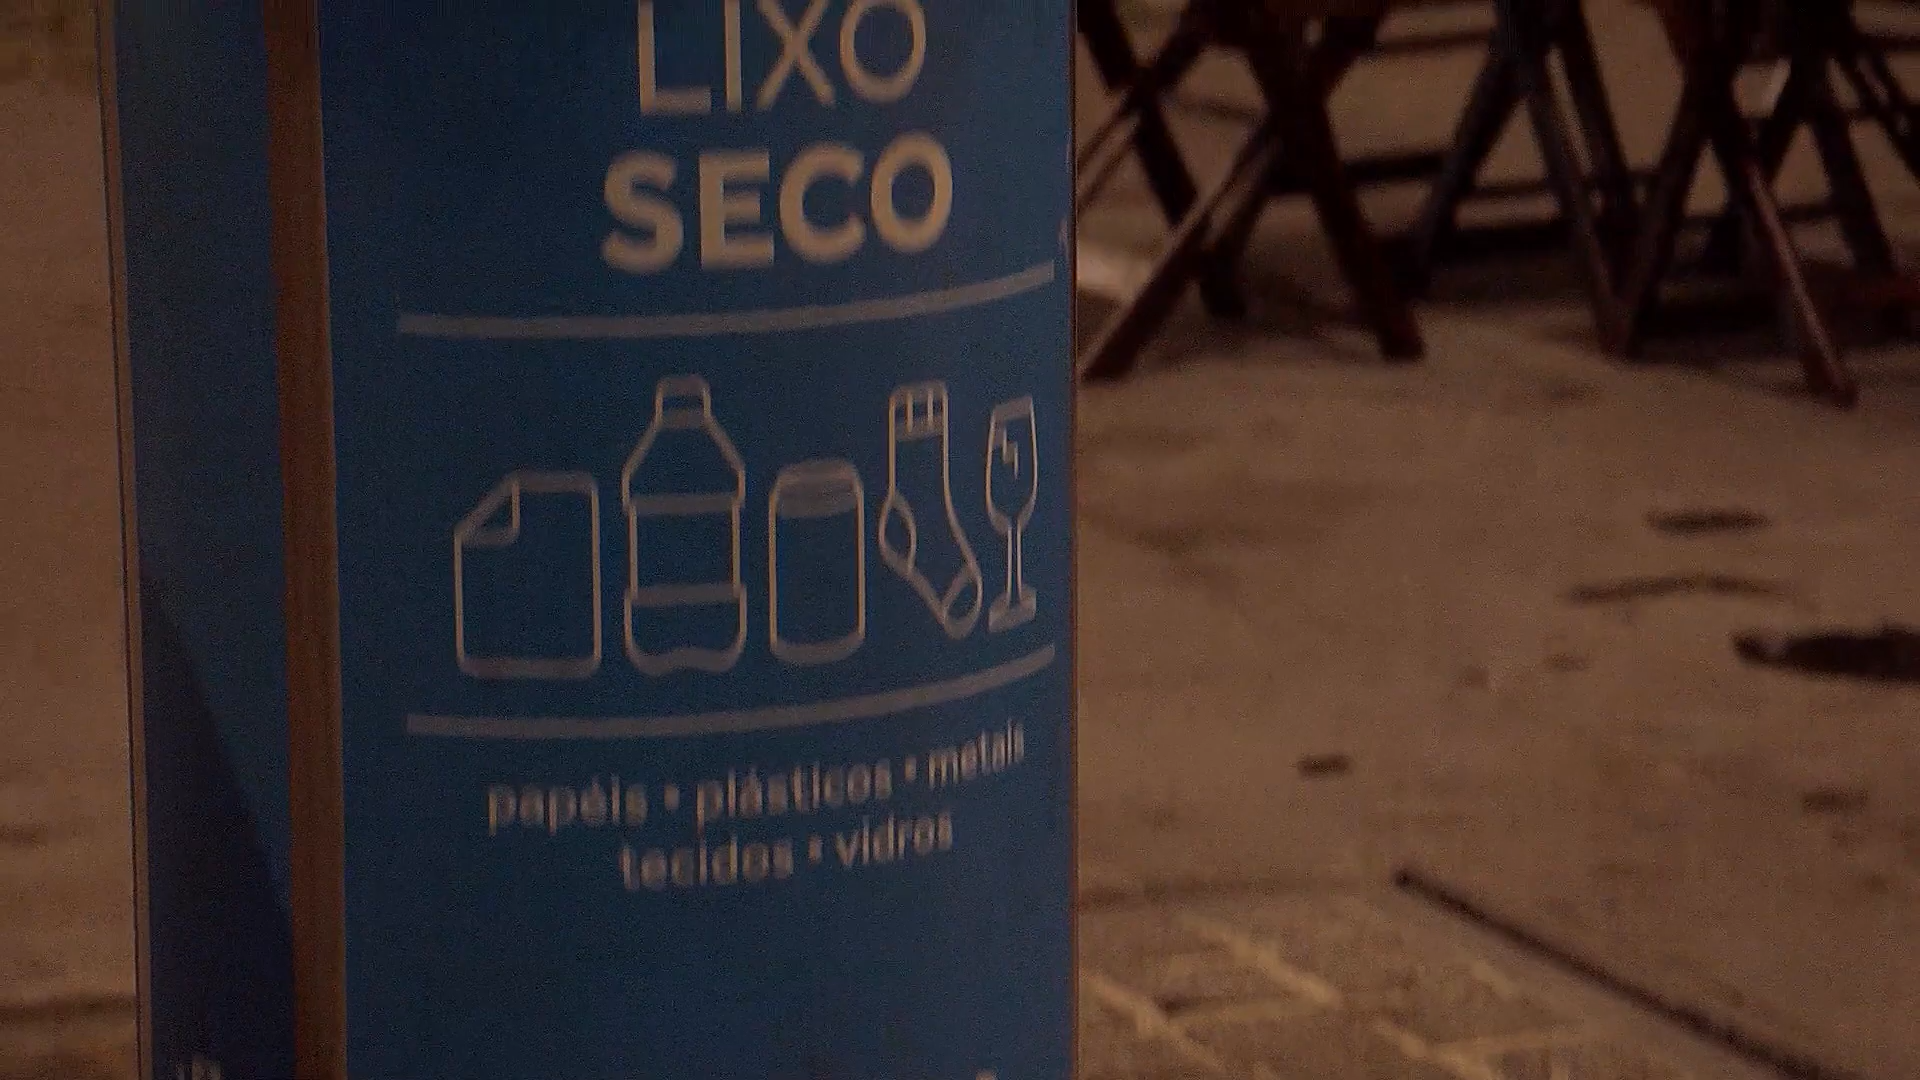 LIXO
SECO
papéis • plásticos • metais
tecidos • vidros